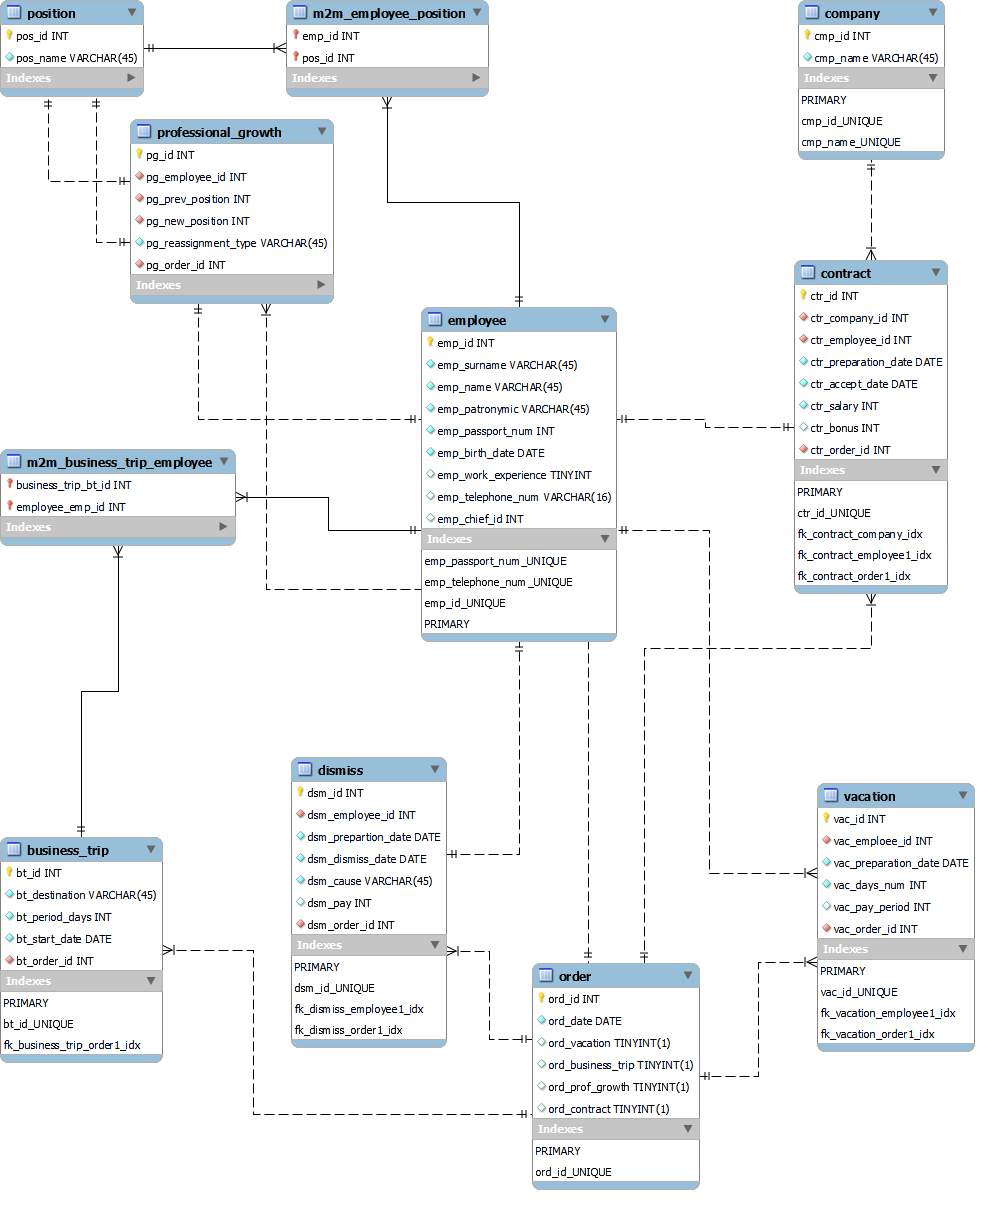 position
pos_id INT
pos_name VARCHAR(45)
Indexes
m2m_employee_position
emp_id INT
pos_id INT
Indexes
company
cmp_id INT
cmp_name VARCHAR(45)
Indexes
PRIMARY
cmp_id_UNIQUE
cmp_name_UNIQUE
professional_growth
pg_id INT
pg_employee_id INT
pg_prev_position INT
pg_new_position INT
pg_reassignment_type VARCHAR(45)
pg_order_id INT
Indexes
contract
ctr_id INT
ctr_company_id INT
ctr_employee_id INT
ctr_preparation_date DATE
ctr_accept_date DATE
ctr_salary INT
ctr_bonus INT
ctr_order_id INT
Indexes
PRIMARY
ctr_id_UNIQUE
fk_contract_company_idx
fk_contract_employee1_idx
fk_contract_order1_idx
employee
emp_id INT
emp_surname VARCHAR(45)
emp_name VARCHAR(45)
emp_patronymic VARCHAR(45)
emp_passport_num INT
emp_birth_date DATE
emp_work_experience TINYINT
emp_telephone_num VARCHAR(16)
emp_chief_id INT
Indexes
emp_passport_num_UNIQUE
emp_telephone_num_UNIQUE
emp_id_UNIQUE
PRIMARY
m2m_business_trip_employee
business_trip_bt_id INT
employee_emp_id INT
Indexes
dismiss
dsm_id INT
dsm_employee_id INT
dsm_prepartion_date DATE
dsm_dismiss_date DATE
dsm_cause VARCHAR(45)
dsm_pay INT
dsm_order_id INT
Indexes
PRIMARY
dsm_id_UNIQUE
fk_dismiss_employee1_idx
fk_dismiss_order1_idx
vacation
vac_id INT
vac_emploee_id INT
vac_preparation_date DATE
vac_days_num INT
vac_pay_period INT
vac_order_id INT
Indexes
PRIMARY
vac_id_UNIQUE
fk_vacation_employee1_idx
fk_vacation_order1_idx
business_trip
bt_id INT
bt_destination VARCHAR(45)
bt_period_days INT
bt_start_date DATE
bt_order_id INT
Indexes
PRIMARY
bt_id_UNIQUE
fk_business_trip_order1_idx
order
ord_id INT
ord_date DATE
ord_vacation TINYINT(1)
ord_business_trip TINYINT(1)
ord_prof_growth TINYINT(1)
ord_contract TINYINT(1)
Indexes
PRIMARY
ord_id_UNIQUE